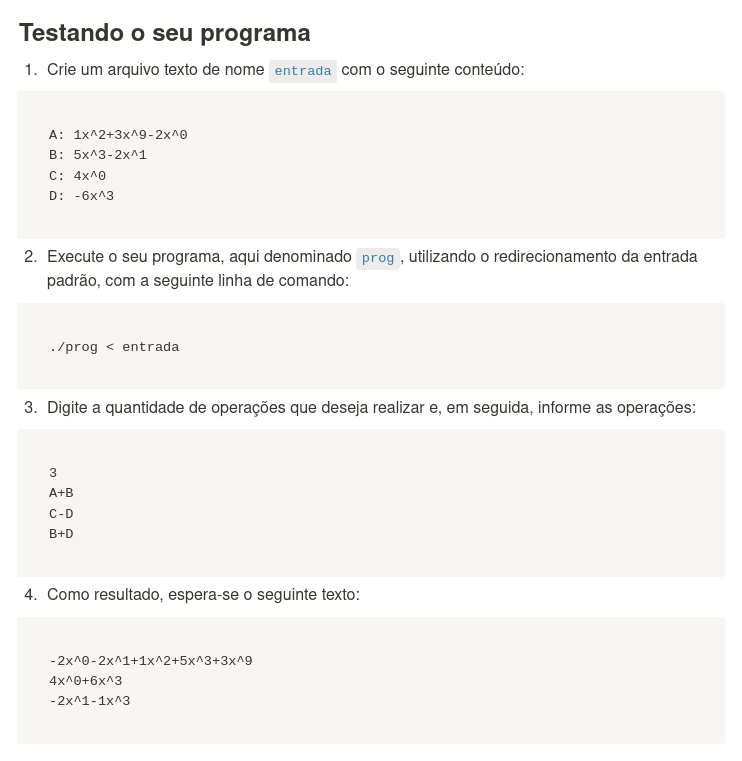 Testando o seu programa
1. Crie um arquivo texto de nome entrada com o seguinte conteúdo:
A: 1x^2+3x^9-2x^0
B: 5x^3-2x^1
C: 4x^0
D: -6x^3
2. Execute o seu programa, aqui denominado prog, utilizando o redirecionamento da entrada
padrão, com a seguinte linha de comando:
./prog < entrada
3. Digite a quantidade de operações que deseja realizar e, em seguida, informe as operações:
3
A+B
C-D
B+D
4. Como resultado, espera-se o seguinte texto:
-2x^0-2x^1+1x^2+5x^3+3x^9
4x^0+6x^3
-2x^1-1x^3